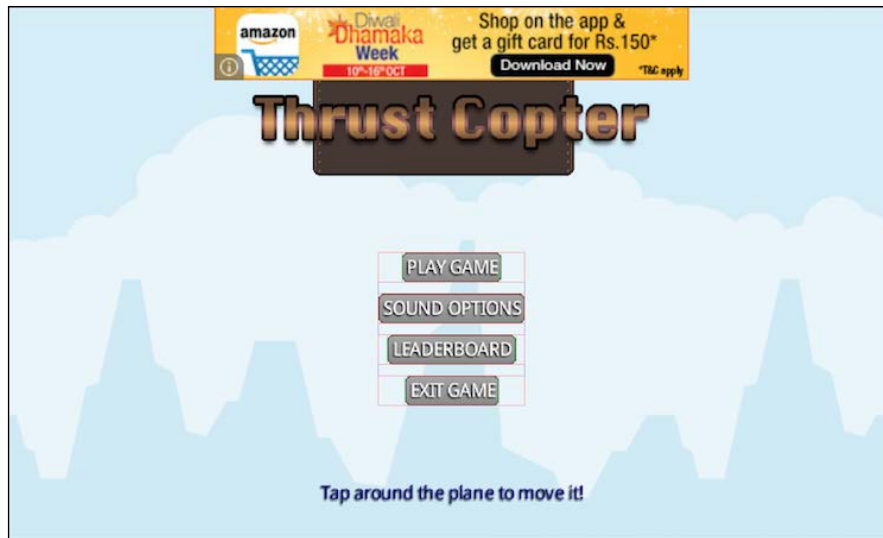 amazon
Diwali
Dhamaka
Week
10th-16th OCT
Shop on the app &
get a gift card for Rs.150*
Download Now
*T&C apply
Thrust Copter
PLAY GAME
SOUND OPTIONS
LEADERBOARD
EXIT GAME
Tap around the plane to move it!